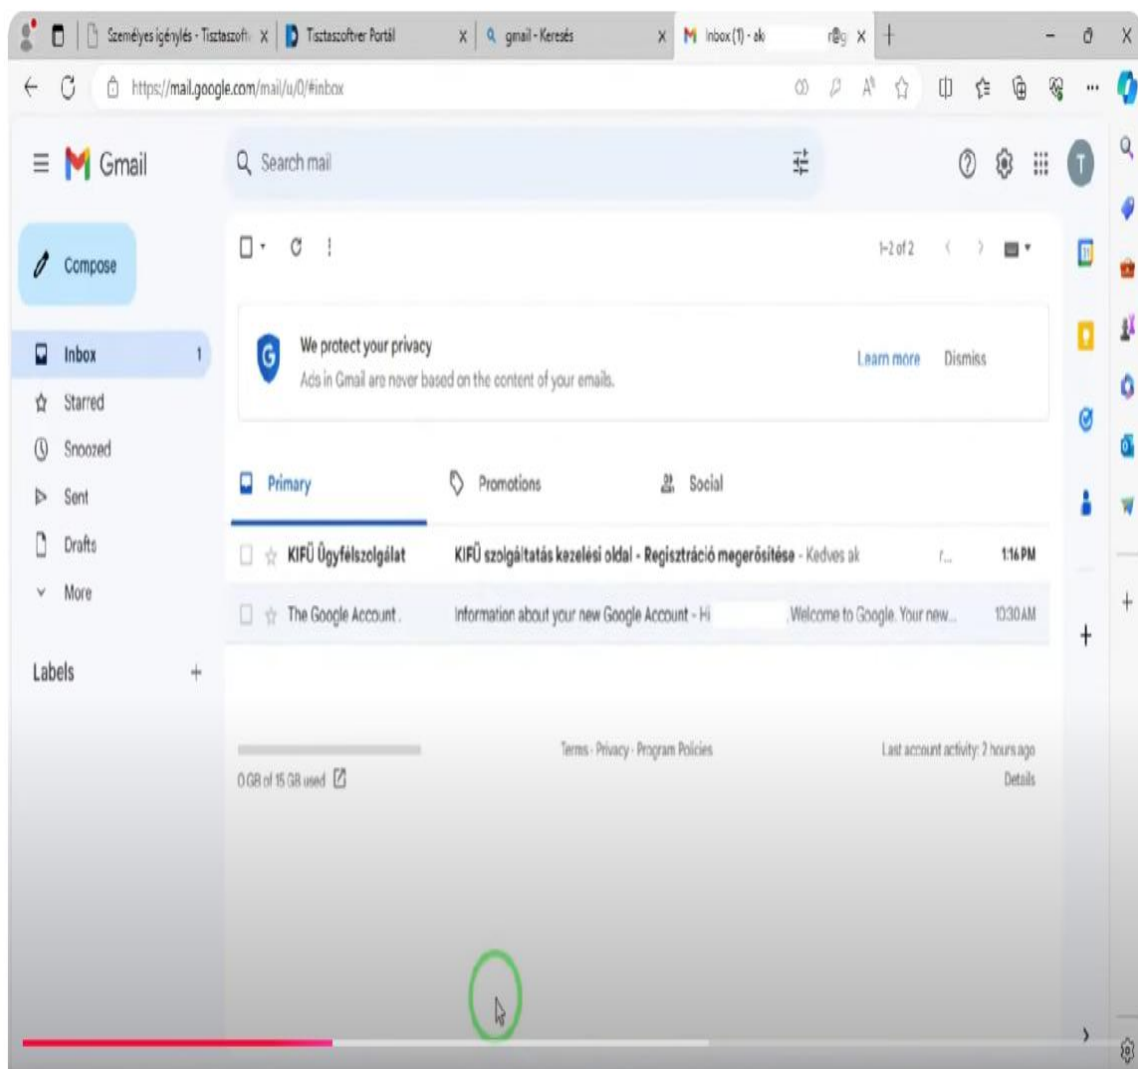 Személyes igénylés - Tisztaszoft
Tisztaszoftver Portál
gmail - Keresés
Inbox (1) - ak
https://mail.google.com/mail/u/0/#inbox
Gmail
Search mail
T
Compose
1-2 of 2
We protect your privacy
Learn more
Dismiss
Ads in Gmail are never based on the content of your emails.
Inbox 1
Starred
Snoozed
Sent
Drafts
More
Labels
Primary
Promotions
Social
KIFÜ Ügyfélszolgálat KIFÜ szolgáltatás kezelési oldal - Regisztráció megerősítése - Kedves ak r... 1:16 PM
The Google Account . Information about your new Google Account - Hi , Welcome to Google. Your new... 10:30 AM
Terms · Privacy · Program Policies
Last account activity: 2 hours ago
0 GB of 15 GB used
Details